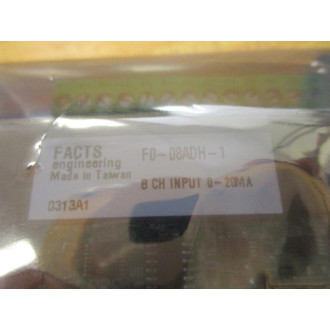 FACTS F0-08ADH-1
engineering
Made in Taiwan
8 CH INPUT 0-20MA
0313A1